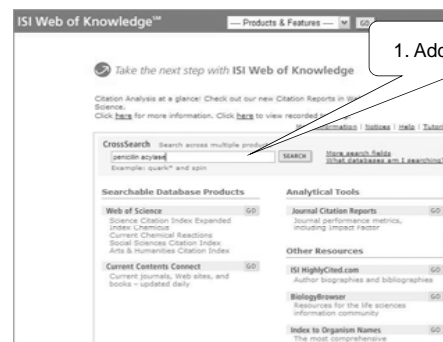 ISI Web of Knowledge℠
--- Products & Features ---
GO
1. Add
Take the next step with ISI Web of Knowledge
Citation Analysis at a glance! Check out our new Citation Reports in
Science.
Click here for more information. Click here to view recorded
Information | Notices | Help | Tutori
CrossSearch Search across multiple
penicilin acylase
SEARCH
More search fields
What databases am I searching?
Example: quark* and spin
Searchable Database Products
Analytical Tools
Web of Science GO
Science Citation Index Expanded
Index Chemicus
Current Chemical Reactions
Social Sciences Citation Index
Arts & Humanities Citation Index
Journal Citation Reports GO
Journal performance metrics,
including Impact Factor
Other Resources
Current Contents Connect GO
Current journals, Web sites, and
books – updated daily
ISI HighlyCited.com GO
Author biographies and bibliographies
BiologyBrowser GO
Resources for the life sciences
information community
Index to Organism Names GO
The most comprehensive